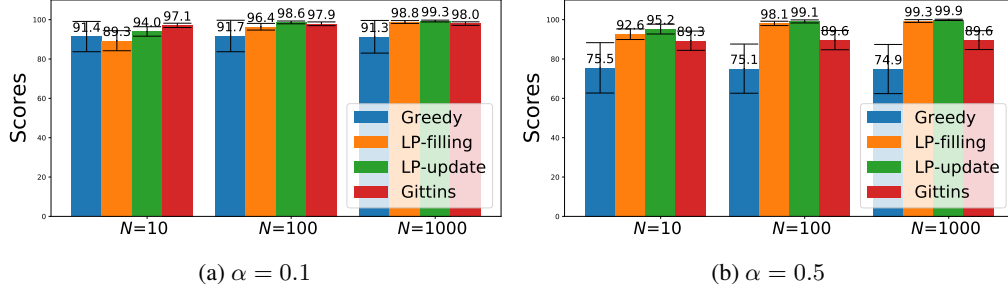 Scores
100
80
60
40
20
0
91.4
89.3
94.0
97.1
91.7
96.4
98.6
97.9
91.3
98.8
99.3
98.0
Greedy
LP-filling
LP-update
Gittins
N=10
N=100
N=1000
(a) α = 0.1
Scores
100
80
60
40
20
0
75.5
92.6
95.2
89.3
75.1
98.1
99.1
89.6
74.9
99.3
99.9
89.6
Greedy
LP-filling
LP-update
Gittins
N=10
N=100
N=1000
(b) α = 0.5